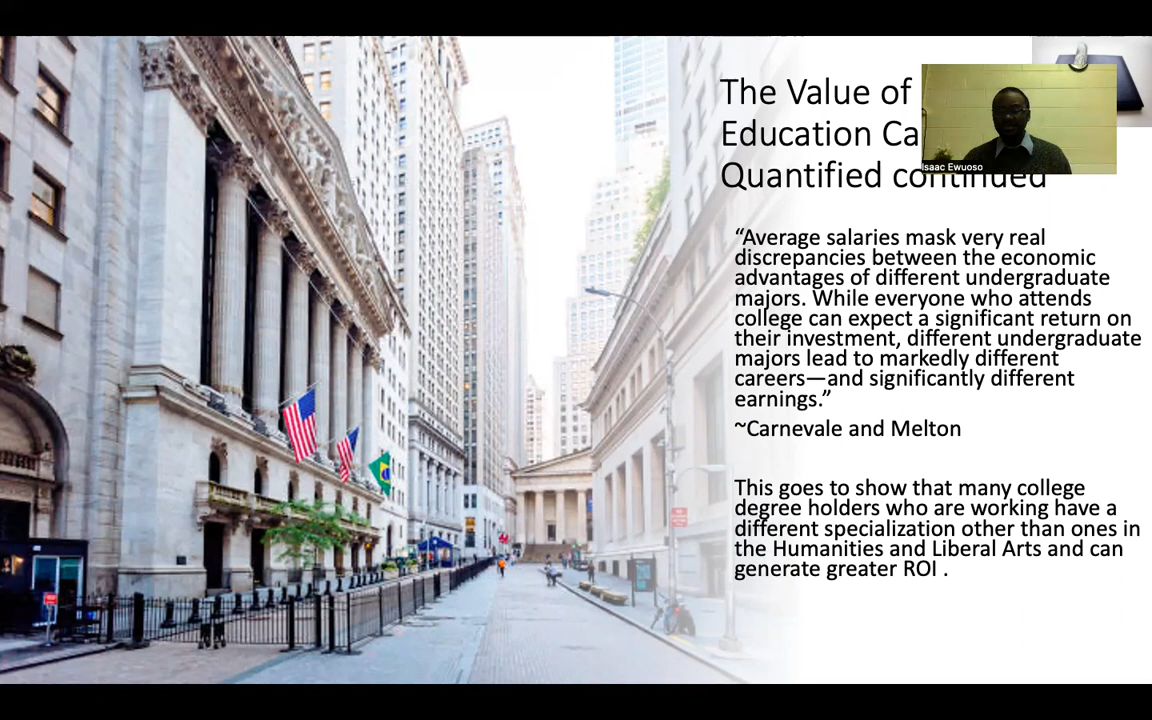 The Value of
Education Ca
Quantified continued
Isaac Ewuoso
“Average salaries mask very real
discrepancies between the economic
advantages of different undergraduate
majors. While everyone who attends
college can expect a significant return on
their investment, different undergraduate
majors lead to markedly different
careers—and significantly different
earnings.”
~Carnevale and Melton
This goes to show that many college
degree holders who are working have a
different specialization other than ones in
the Humanities and Liberal Arts and can
generate greater ROI .